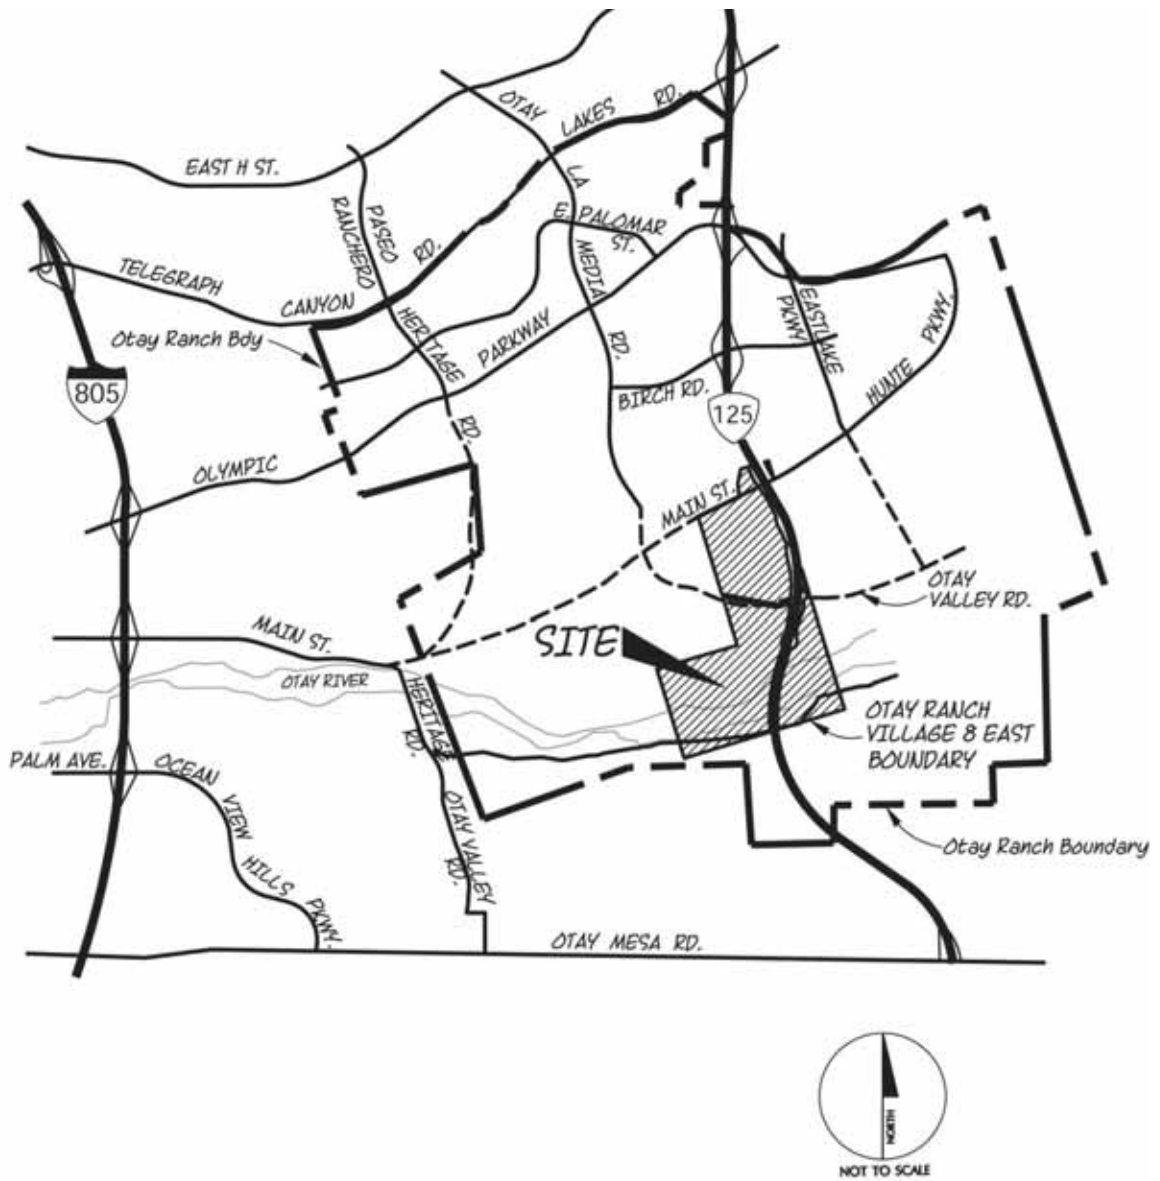 OTAY
LAKES
RD.
EAST H ST.
LA
PASEO
RANCHERO
E. PALOMAR
ST.
MEDIA
RD.
TELEGRAPH
CANYON
RD.
EASTLAKE
PKWY
PKWY.
HUNIE
Otay Ranch Bdy
HERITAGE
RD.
PARKWAY
OLYMPIC
BIRCH RD.
805
125
MAIN ST.
OTAY
VALLEY RD.
MAIN ST.
SITE
OTAY RIVER
HERITAGE
RD.
OTAY RANCH
VILLAGE 8 EAST
BOUNDARY
PALM AVE.
OCEAN
VIEW
HILLS
PKWY.
OTAY VALLEY
RD.
Otay Ranch Boundary
OTAY MESA RD.
NORTH
NOT TO SCALE